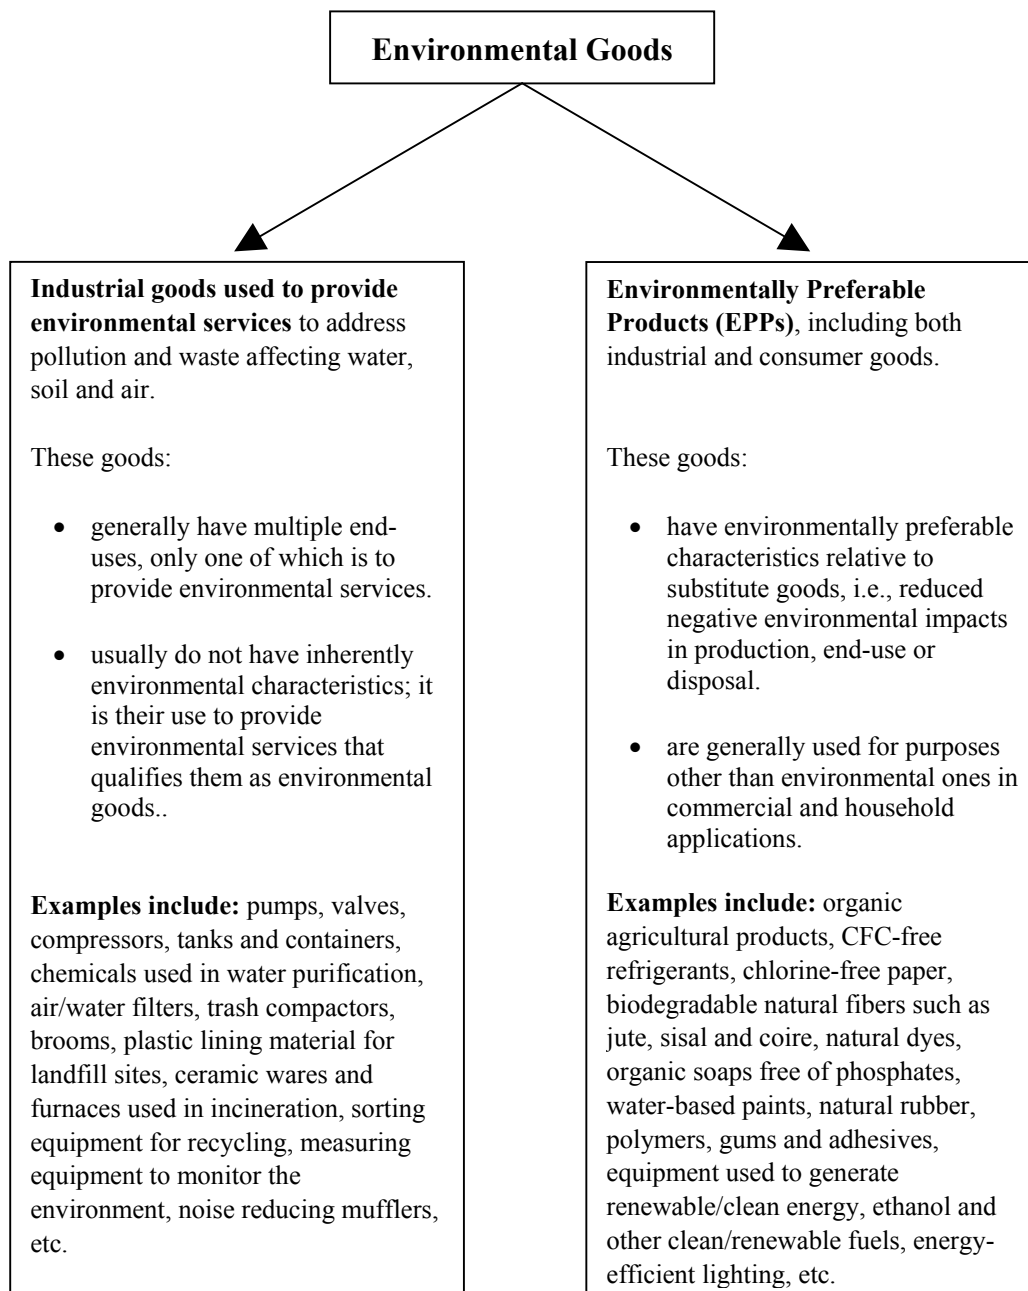 Environmental Goods
Industrial goods used to provide
environmental services to address
pollution and waste affecting water,
soil and air.
These goods:
• generally have multiple end-
uses, only one of which is to
provide environmental services.
• usually do not have inherently
environmental characteristics; it
is their use to provide
environmental services that
qualifies them as environmental
goods..
Examples include: pumps, valves,
compressors, tanks and containers,
chemicals used in water purification,
air/water filters, trash compactors,
brooms, plastic lining material for
landfill sites, ceramic wares and
furnaces used in incineration, sorting
equipment for recycling, measuring
equipment to monitor the
environment, noise reducing mufflers,
etc.
Environmentally Preferable
Products (EPPs), including both
industrial and consumer goods.
These goods:
• have environmentally preferable
characteristics relative to
substitute goods, i.e., reduced
negative environmental impacts
in production, end-use or
disposal.
• are generally used for purposes
other than environmental ones in
commercial and household
applications.
Examples include: organic
agricultural products, CFC-free
refrigerants, chlorine-free paper,
biodegradable natural fibers such as
jute, sisal and coire, natural dyes,
organic soaps free of phosphates,
water-based paints, natural rubber,
polymers, gums and adhesives,
equipment used to generate
renewable/clean energy, ethanol and
other clean/renewable fuels, energy-
efficient lighting, etc.